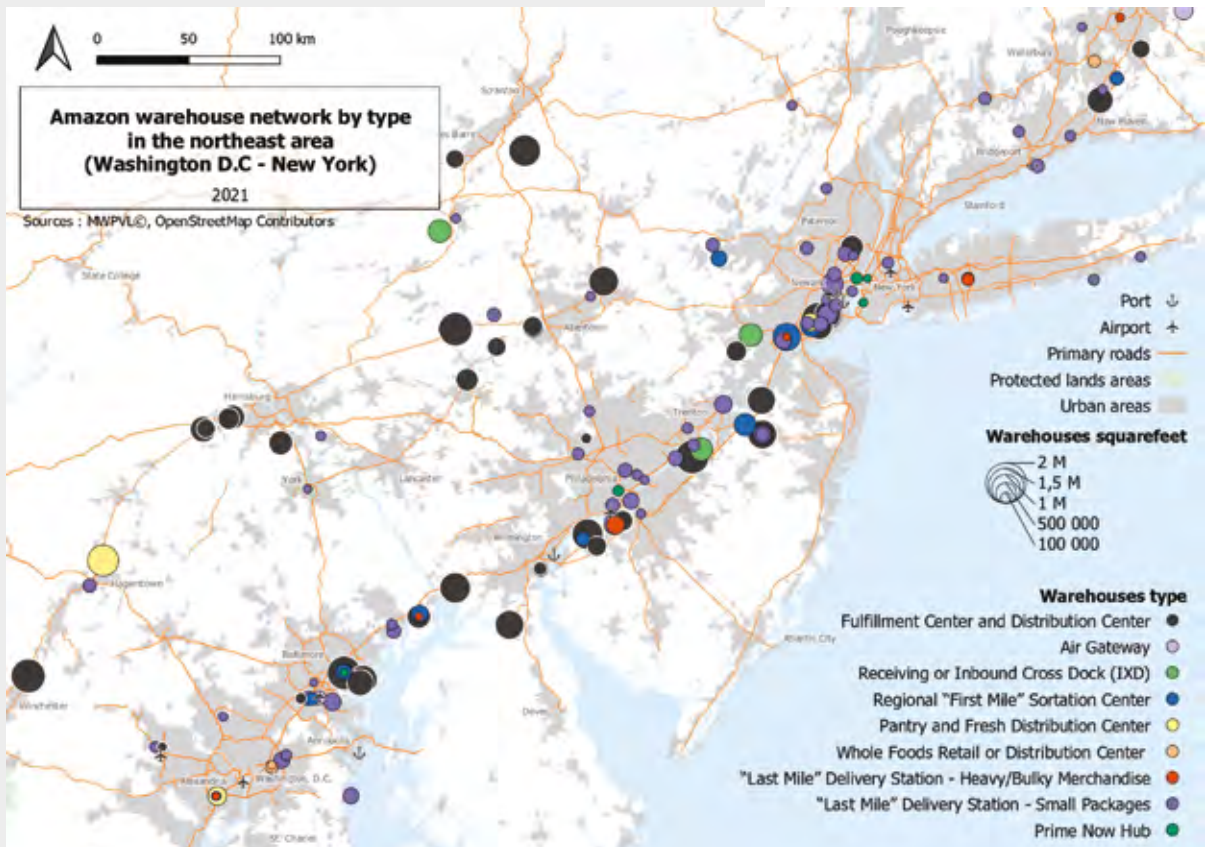 0 50 100 km
Amazon warehouse network by type
in the northeast area
(Washington D.C - New York)
2021
Sources : MWPVL©, OpenStreetMap Contributors
Poughkeepsie
Waterbury
Scranton
New Haven
Bridgeport
Stamford
Paterson
State College
Newark
New York
Allentown
Harrisburg
Trenton
Lancaster
York
Philadelphia
Wilmington
Hagerstown
Atlantic City
Baltimore
Winchester
Dover
Annapolis
Washington, D.C.
Alexandria
St. Charles
Port
Airport
Primary roads
Protected lands areas
Urban areas
Warehouses squarefeet
2 M
1,5 M
1 M
500 000
100 000
Warehouses type
Fulfillment Center and Distribution Center
Air Gateway
Receiving or Inbound Cross Dock (IXD)
Regional "First Mile" Sortation Center
Pantry and Fresh Distribution Center
Whole Foods Retail or Distribution Center
"Last Mile" Delivery Station - Heavy/Bulky Merchandise
"Last Mile" Delivery Station - Small Packages
Prime Now Hub